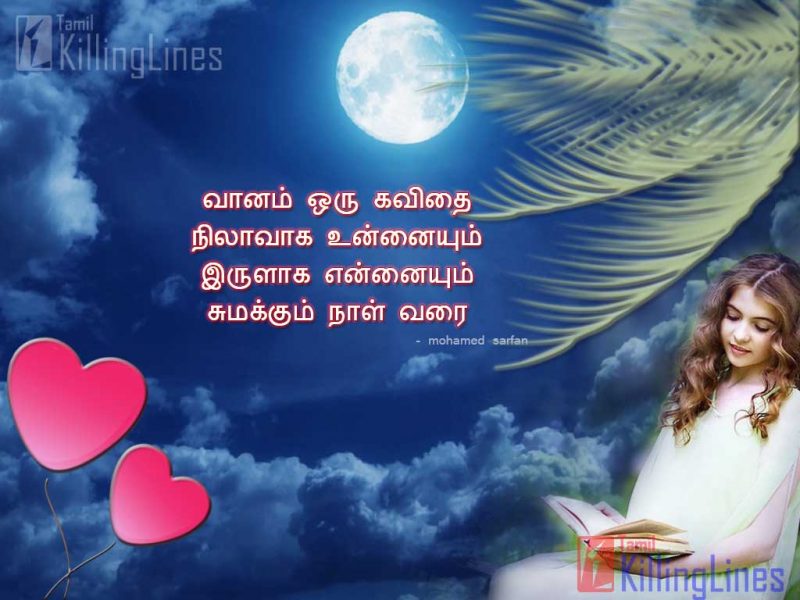 Tamil
KillingLines
வானம் ஒரு கவிதை
நிலாவாக உன்னையும்
இருளாக என்னையும்
சுமக்கும் நாள் வரை
- mohamed sarfan
Tamil
KillingLines